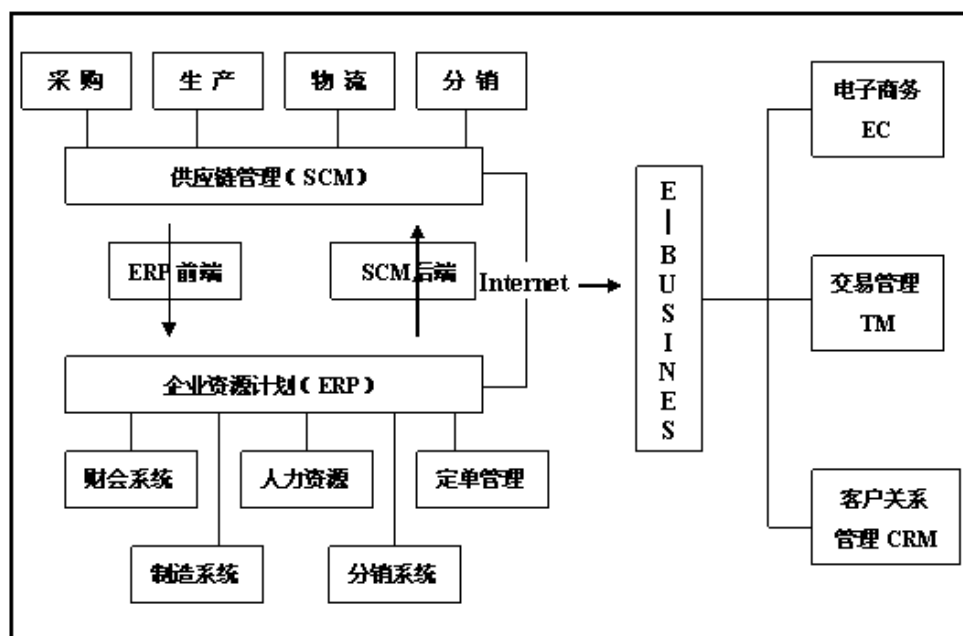 采 购
生 产
物 流
分 销
供应链管理（SCM）
ERP 前端
SCM 后端
Internet
企业资源计划（ERP）
财会系统
人力资源
定单管理
制造系统
分销系统
E
|
B
U
S
I
N
E
S
电子商务
EC
交易管理
TM
客户关系
管理 CRM